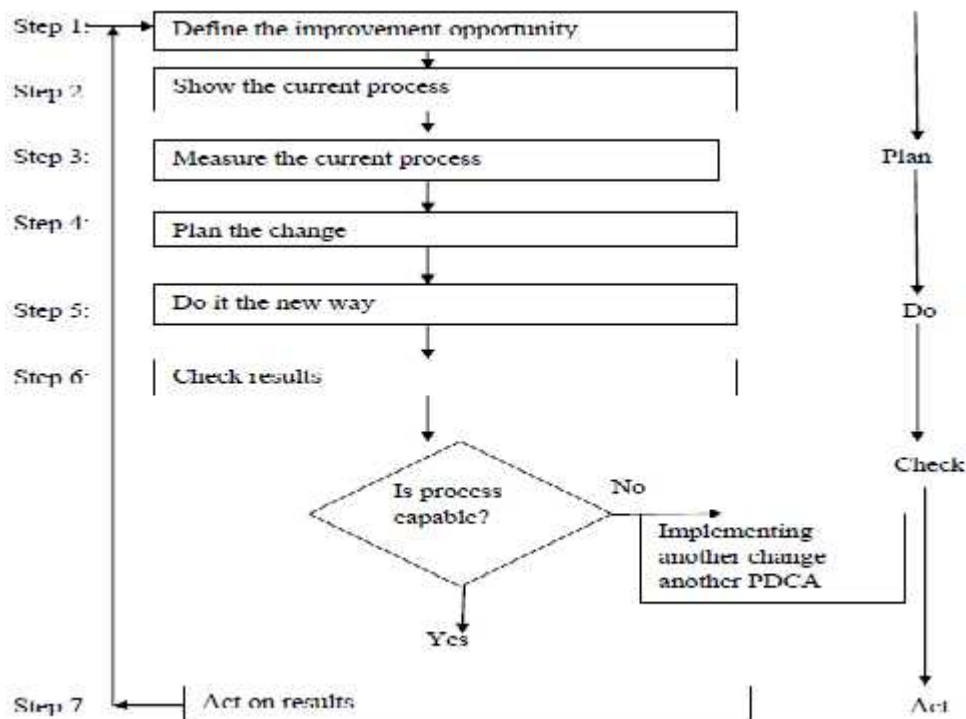 Step 1: Define the improvement opportunity
Step 2 Show the current process
Step 3: Measure the current process Plan
Step 4: Plan the change
Step 5: Do it the new way Do
Step 6: Check results
Check
Is process
capable?
No
Implementing
another change
another PDCA
Yes
Step 7 Act on results Act